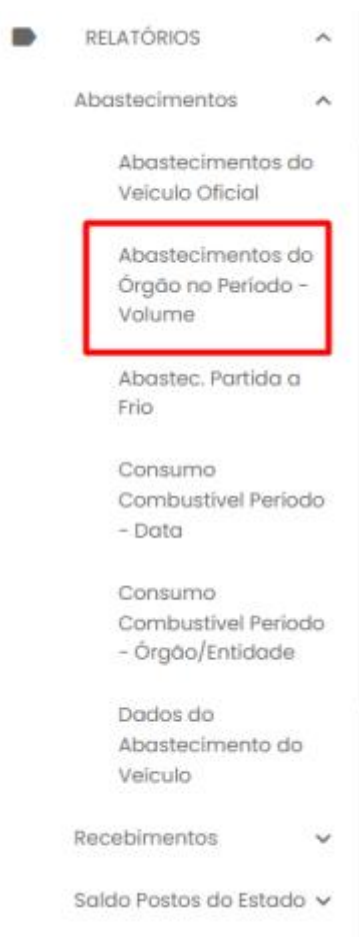 RELATÓRIOS
Abastecimentos
Abastecimentos do
Veículo Oficial
Abastecimentos do
Órgão no Período -
Volume
Abastec. Partida a
Frio
Consumo
Combustível Período
- Data
Consumo
Combustível Período
- Órgão/Entidade
Dados do
Abastecimento do
Veículo
Recebimentos
Saldo Postos do Estado